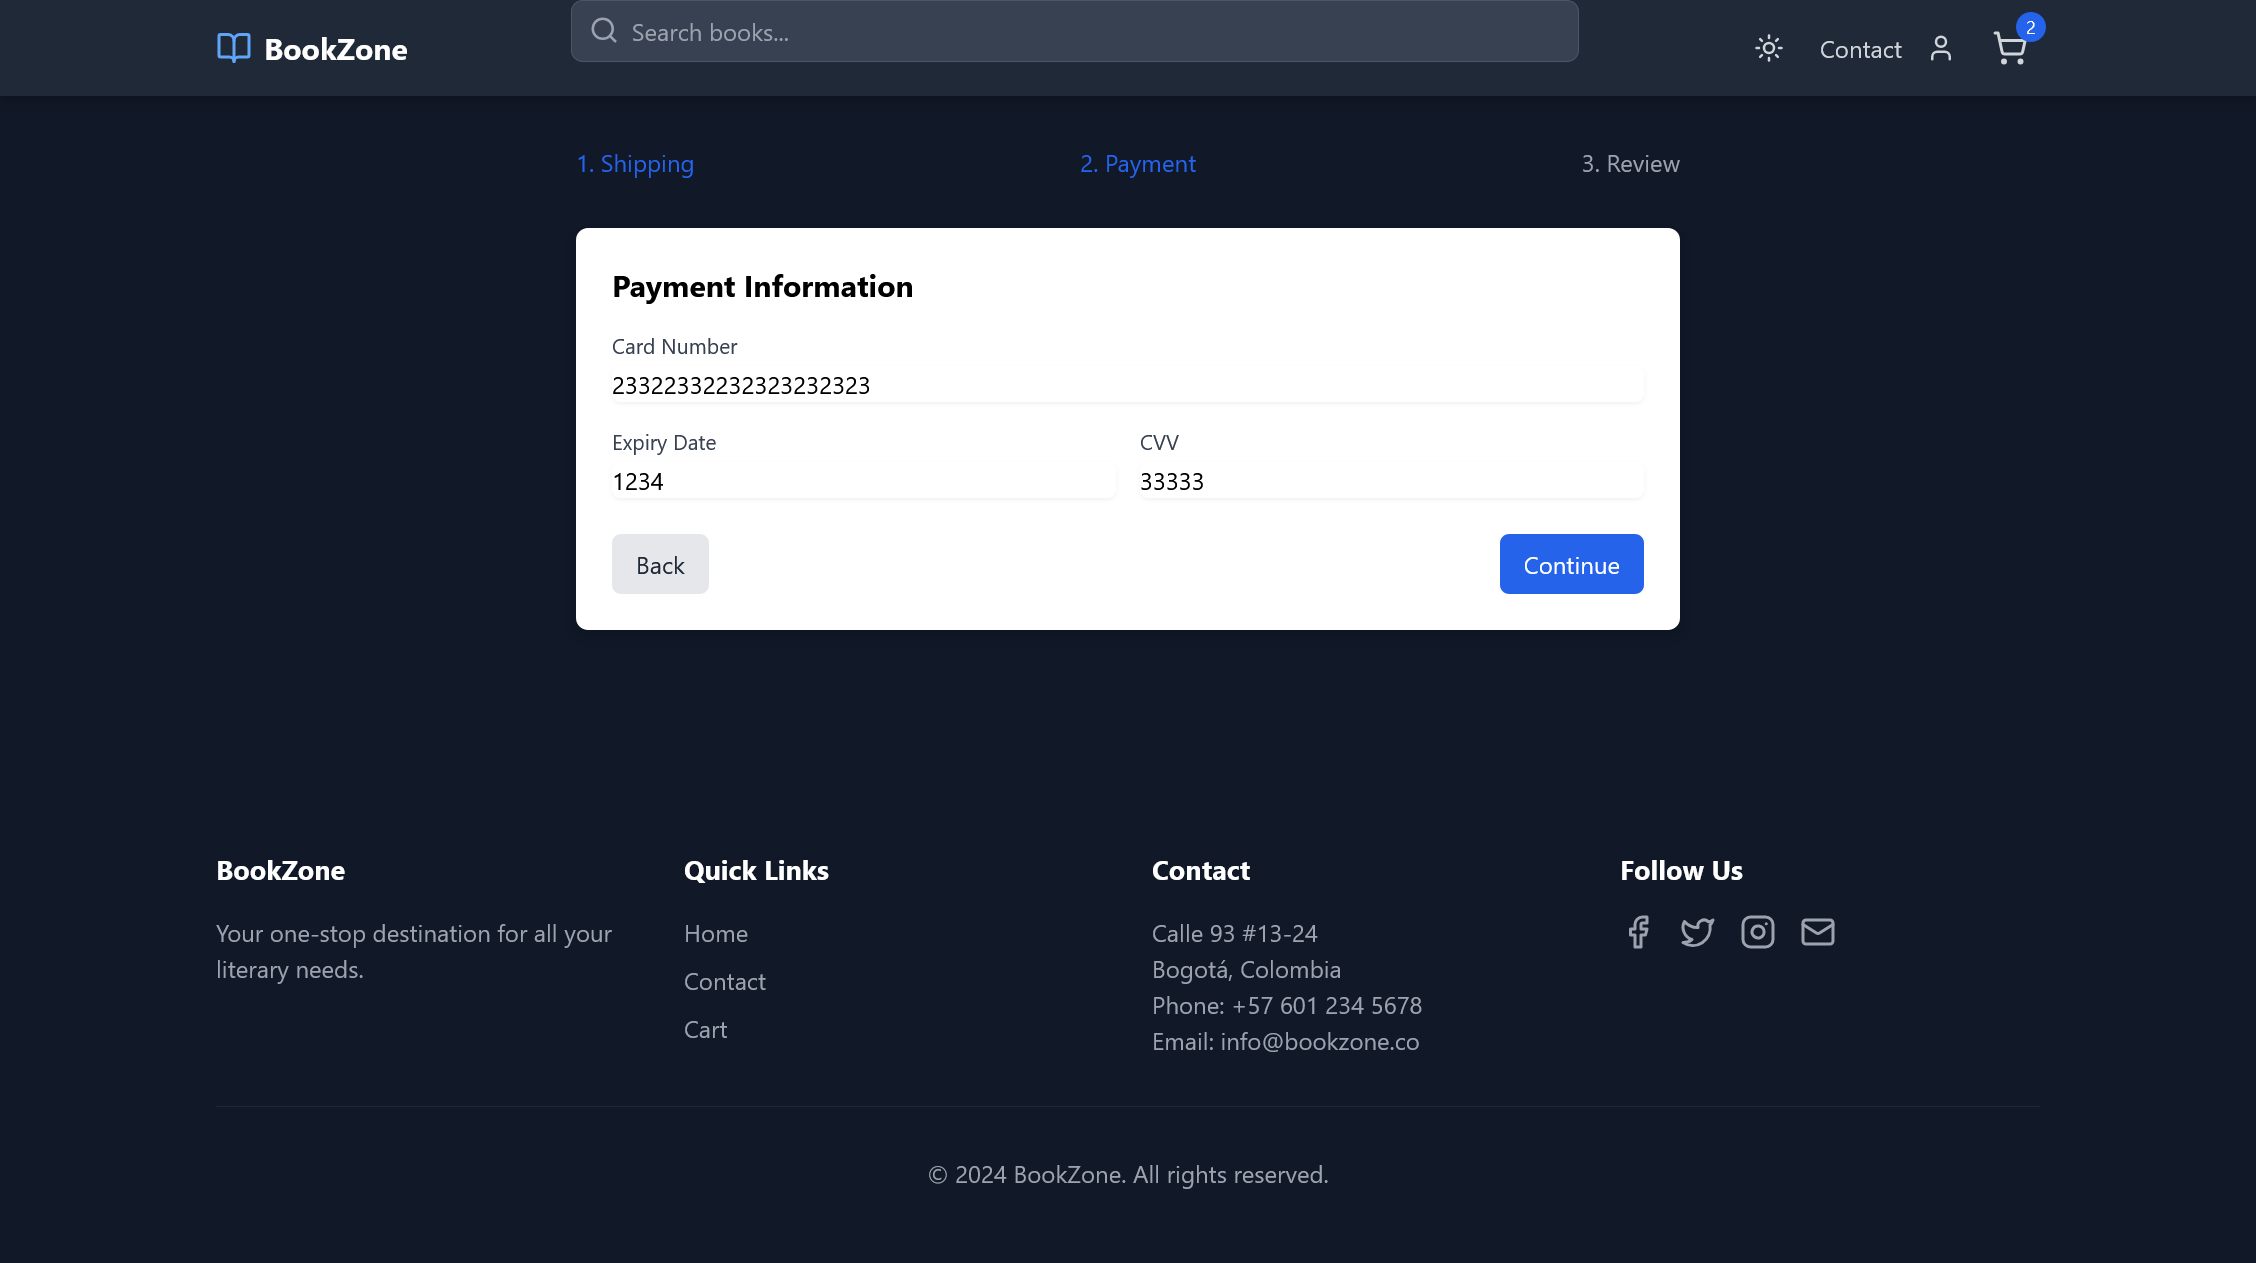 BookZone
Search books...
Contact
2
1. Shipping
2. Payment
3. Review
Payment Information
Card Number
23322332232323232323
Expiry Date
CVV
1234
33333
Back
Continue
BookZone
Your one-stop destination for all your
literary needs.
Quick Links
Home
Contact
Cart
Contact
Calle 93 #13-24
Bogotá, Colombia
Phone: +57 601 234 5678
Email: info@bookzone.co
Follow Us
© 2024 BookZone. All rights reserved.